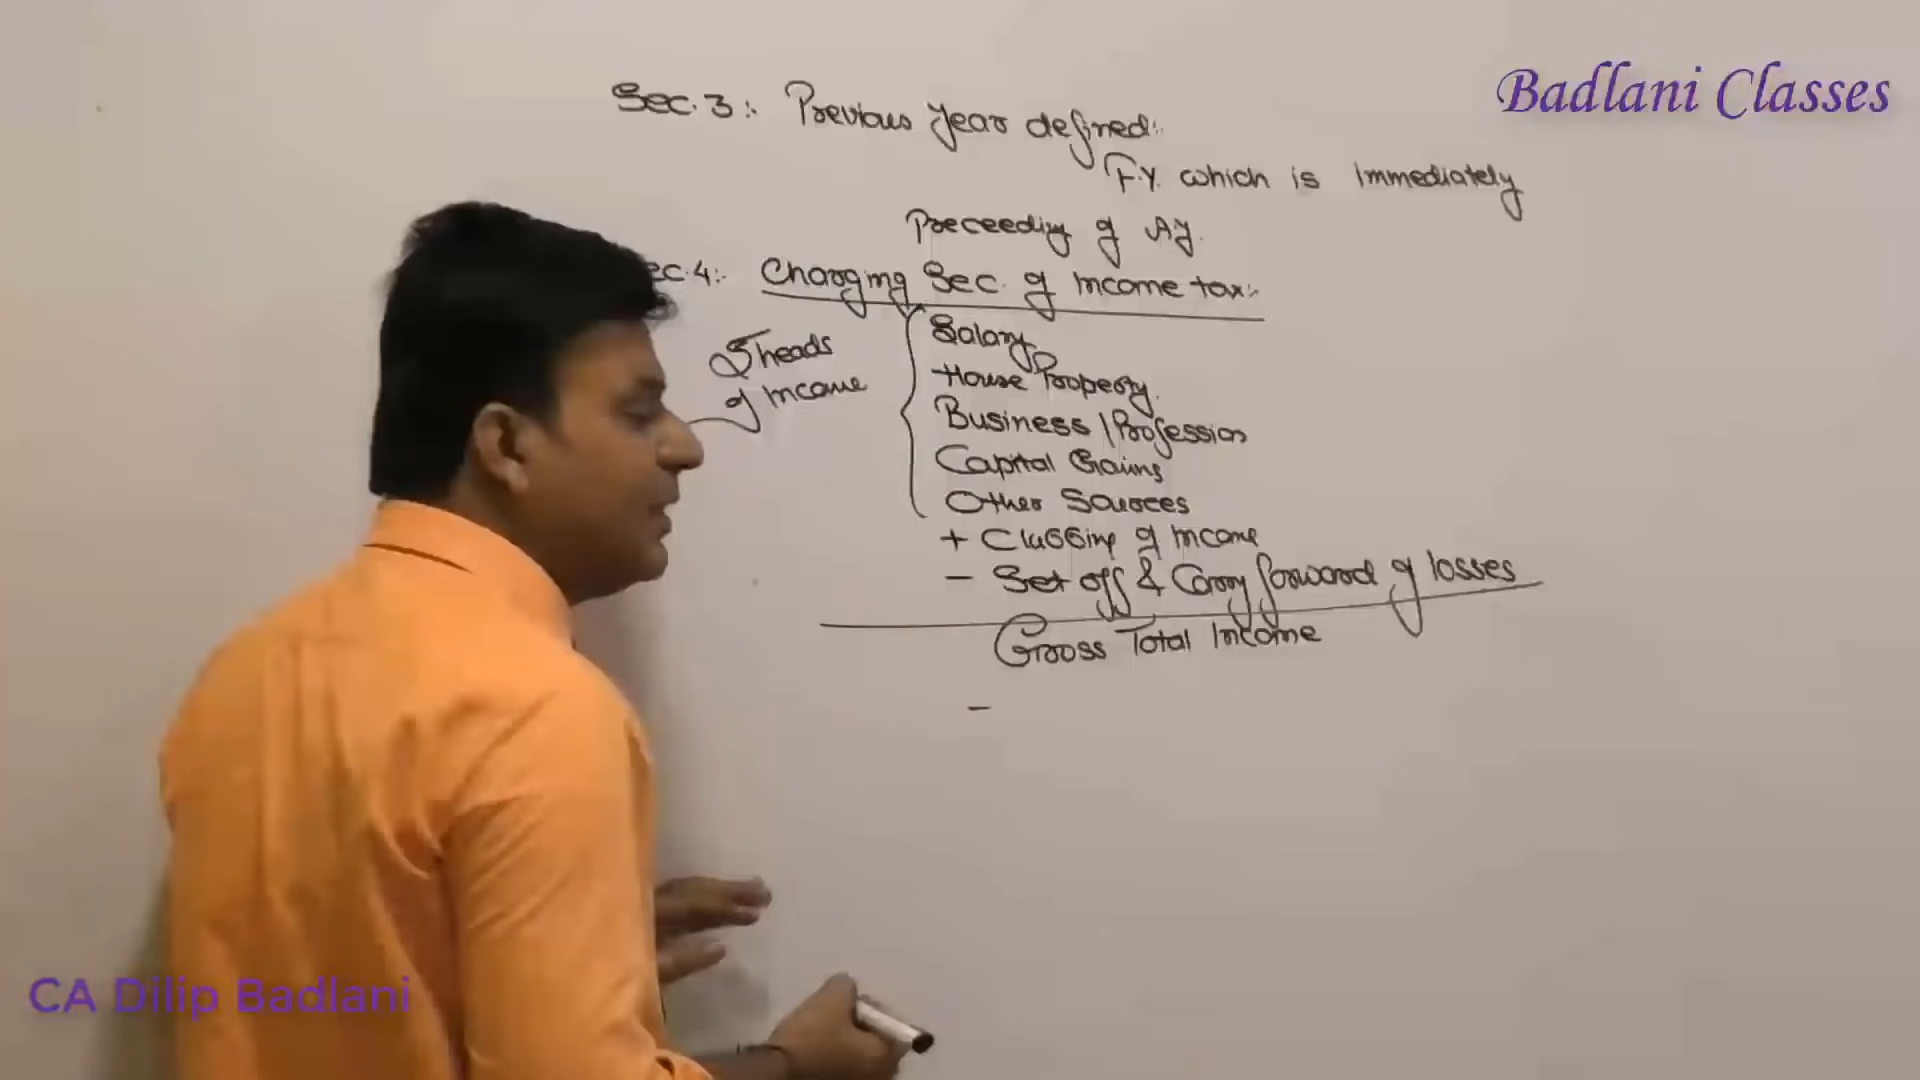 Badlani Classes
Sec.3:. Previous Year defined:.
F.Y. which is immediately
Preceeding of AY.
ec.4:. Charging Sec. of Income tax:.
5 heads
of Income
Salary
House Property.
Business / Profession
Capital Gains
Other Sources
+ Clubbing of Income
- Set off & Carry forward of losses
Gross Total Income
-
CA Dilip Badlani